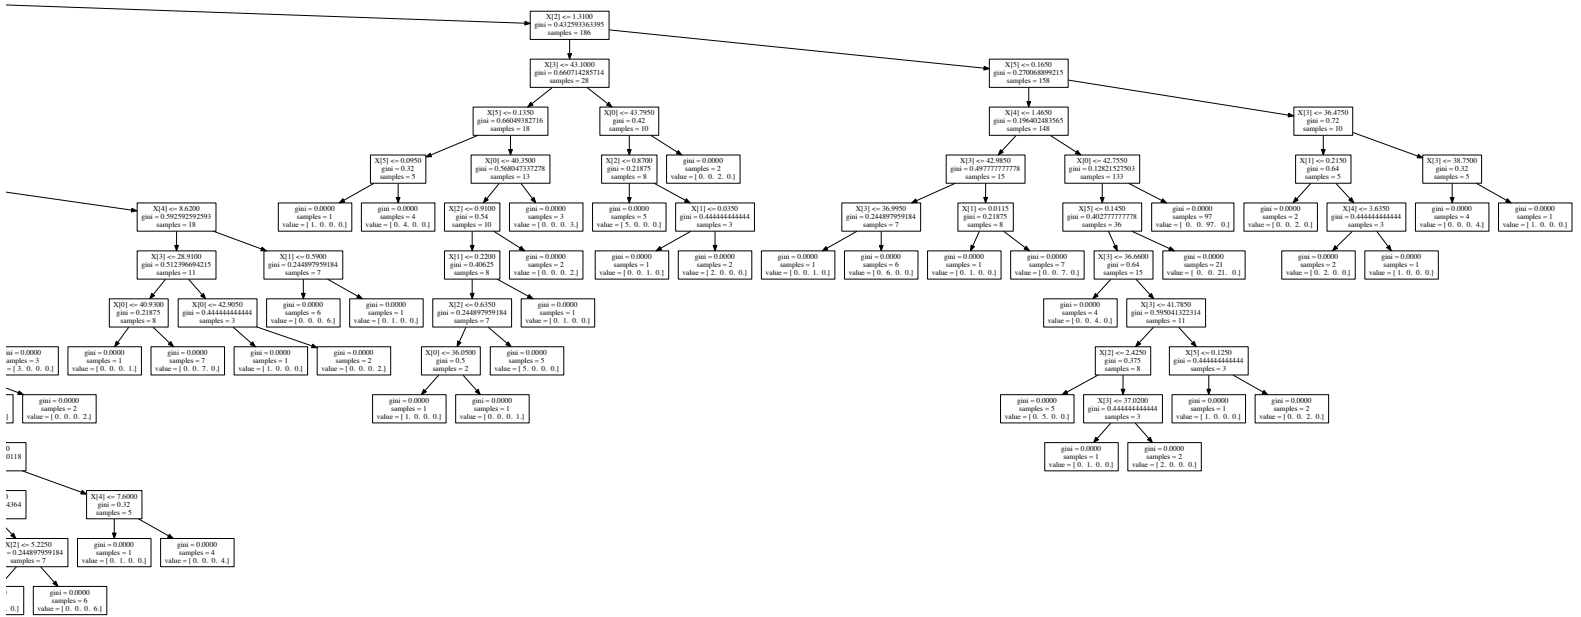 X[2] <= 1.3100
gini = 0.432593363395
samples = 186
X[3] <= 43.1000
gini = 0.660714285714
samples = 28
X[5] <= 0.1650
gini = 0.270068899215
samples = 158
X[5] <= 0.1350
gini = 0.66049382716
samples = 18
X[0] <= 43.7950
gini = 0.42
samples = 10
X[4] <= 1.4650
gini = 0.196402483565
samples = 148
X[3] <= 36.4750
gini = 0.72
samples = 10
X[5] <= 0.0950
gini = 0.32
samples = 5
X[0] <= 40.3500
gini = 0.568047337278
samples = 13
X[2] <= 0.8700
gini = 0.21875
samples = 8
gini = 0.0000
samples = 2
value = [ 0. 0. 2. 0.]
X[3] <= 42.9850
gini = 0.497777777778
samples = 15
X[0] <= 42.7550
gini = 0.12821527503
samples = 133
X[1] <= 0.2150
gini = 0.64
samples = 5
X[3] <= 38.7500
gini = 0.32
samples = 5
X[4] <= 8.6200
gini = 0.592592592593
samples = 18
gini = 0.0000
samples = 1
value = [ 1. 0. 0. 0.]
gini = 0.0000
samples = 4
value = [ 0. 4. 0. 0.]
X[2] <= 0.9100
gini = 0.54
samples = 10
gini = 0.0000
samples = 3
value = [ 0. 0. 0. 3.]
gini = 0.0000
samples = 5
value = [ 5. 0. 0. 0.]
X[1] <= 0.0350
gini = 0.444444444444
samples = 3
X[3] <= 36.9950
gini = 0.244897959184
samples = 7
X[1] <= 0.0115
gini = 0.21875
samples = 8
X[5] <= 0.1450
gini = 0.402777777778
samples = 36
gini = 0.0000
samples = 97
value = [ 0. 0. 97. 0.]
gini = 0.0000
samples = 2
value = [ 0. 0. 2. 0.]
X[4] <= 3.6350
gini = 0.444444444444
samples = 3
gini = 0.0000
samples = 4
value = [ 0. 0. 0. 4.]
gini = 0.0000
samples = 1
value = [ 1. 0. 0. 0.]
X[3] <= 28.9100
gini = 0.512396694215
samples = 11
X[1] <= 0.5900
gini = 0.244897959184
samples = 7
X[1] <= 0.2200
gini = 0.40625
samples = 8
gini = 0.0000
samples = 2
value = [ 0. 0. 0. 2.]
gini = 0.0000
samples = 1
value = [ 0. 0. 1. 0.]
gini = 0.0000
samples = 2
value = [ 2. 0. 0. 0.]
gini = 0.0000
samples = 1
value = [ 0. 0. 1. 0.]
gini = 0.0000
samples = 6
value = [ 0. 6. 0. 0.]
gini = 0.0000
samples = 1
value = [ 0. 1. 0. 0.]
gini = 0.0000
samples = 7
value = [ 0. 0. 7. 0.]
X[3] <= 36.6600
gini = 0.64
samples = 15
gini = 0.0000
samples = 21
value = [ 0. 0. 21. 0.]
gini = 0.0000
samples = 2
value = [ 0. 2. 0. 0.]
gini = 0.0000
samples = 1
value = [ 1. 0. 0. 0.]
X[0] <= 40.9300
gini = 0.21875
samples = 8
X[0] <= 42.9050
gini = 0.444444444444
samples = 3
gini = 0.0000
samples = 6
value = [ 0. 0. 0. 6.]
gini = 0.0000
samples = 1
value = [ 0. 1. 0. 0.]
X[2] <= 0.6350
gini = 0.244897959184
samples = 7
gini = 0.0000
samples = 1
value = [ 0. 1. 0. 0.]
gini = 0.0000
samples = 4
value = [ 0. 0. 4. 0.]
X[3] <= 41.7850
gini = 0.595041322314
samples = 11
= 0.0000
= 3
= [ 3. 0. 0. 0.]
gini = 0.0000
samples = 1
value = [ 0. 0. 0. 1.]
gini = 0.0000
samples = 7
value = [ 0. 0. 7. 0.]
gini = 0.0000
samples = 1
value = [ 1. 0. 0. 0.]
gini = 0.0000
samples = 2
value = [ 0. 0. 0. 2.]
X[0] <= 36.0500
gini = 0.5
samples = 2
gini = 0.0000
samples = 5
value = [ 5. 0. 0. 0.]
X[2] <= 2.4250
gini = 0.375
samples = 8
X[5] <= 0.1250
gini = 0.444444444444
samples = 3
]
gini = 0.0000
samples = 2
value = [ 0. 0. 0. 2.]
gini = 0.0000
samples = 1
value = [ 1. 0. 0. 0.]
gini = 0.0000
samples = 1
value = [ 0. 0. 0. 1.]
gini = 0.0000
samples = 5
value = [ 0. 5. 0. 0.]
X[3] <= 37.0200
gini = 0.444444444444
samples = 3
gini = 0.0000
samples = 1
value = [ 1. 0. 0. 0.]
gini = 0.0000
samples = 2
value = [ 0. 0. 2. 0.]
0
0118
gini = 0.0000
samples = 1
value = [ 0. 1. 0. 0.]
gini = 0.0000
samples = 2
value = [ 2. 0. 0. 0.]
4364
X[4] <= 7.6000
gini = 0.32
samples = 5
X[2] <= 5.2250
= 0.244897959184
samples = 7
gini = 0.0000
samples = 1
value = [ 0. 1. 0. 0.]
gini = 0.0000
samples = 4
value = [ 0. 0. 0. 4.]
. 0.]
gini = 0.0000
samples = 6
value = [ 0. 0. 0. 6.]